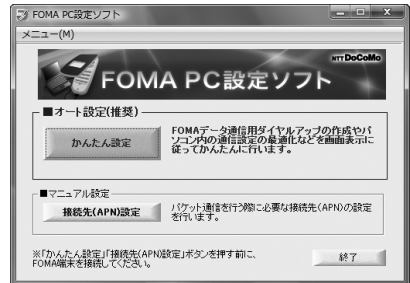 FOMA PC設定ソフト
メニュー(M)
NTT DoCoMo
FOMA PC設定ソフト
■オート設定(推奨)
かんたん設定
FOMAデータ通信用ダイヤルアップの作成やパ
ソコン内の通信設定の最適化などを画面表示に
従ってかんたんに行います。
■マニュアル設定
接続先(APN)設定
パケット通信を行う際に必要な接続先(APN)の設定
を行います。
※「かんたん設定」「接続先(APN)設定」ボタンを押す前に、
FOMA端末を接続してください。
終了